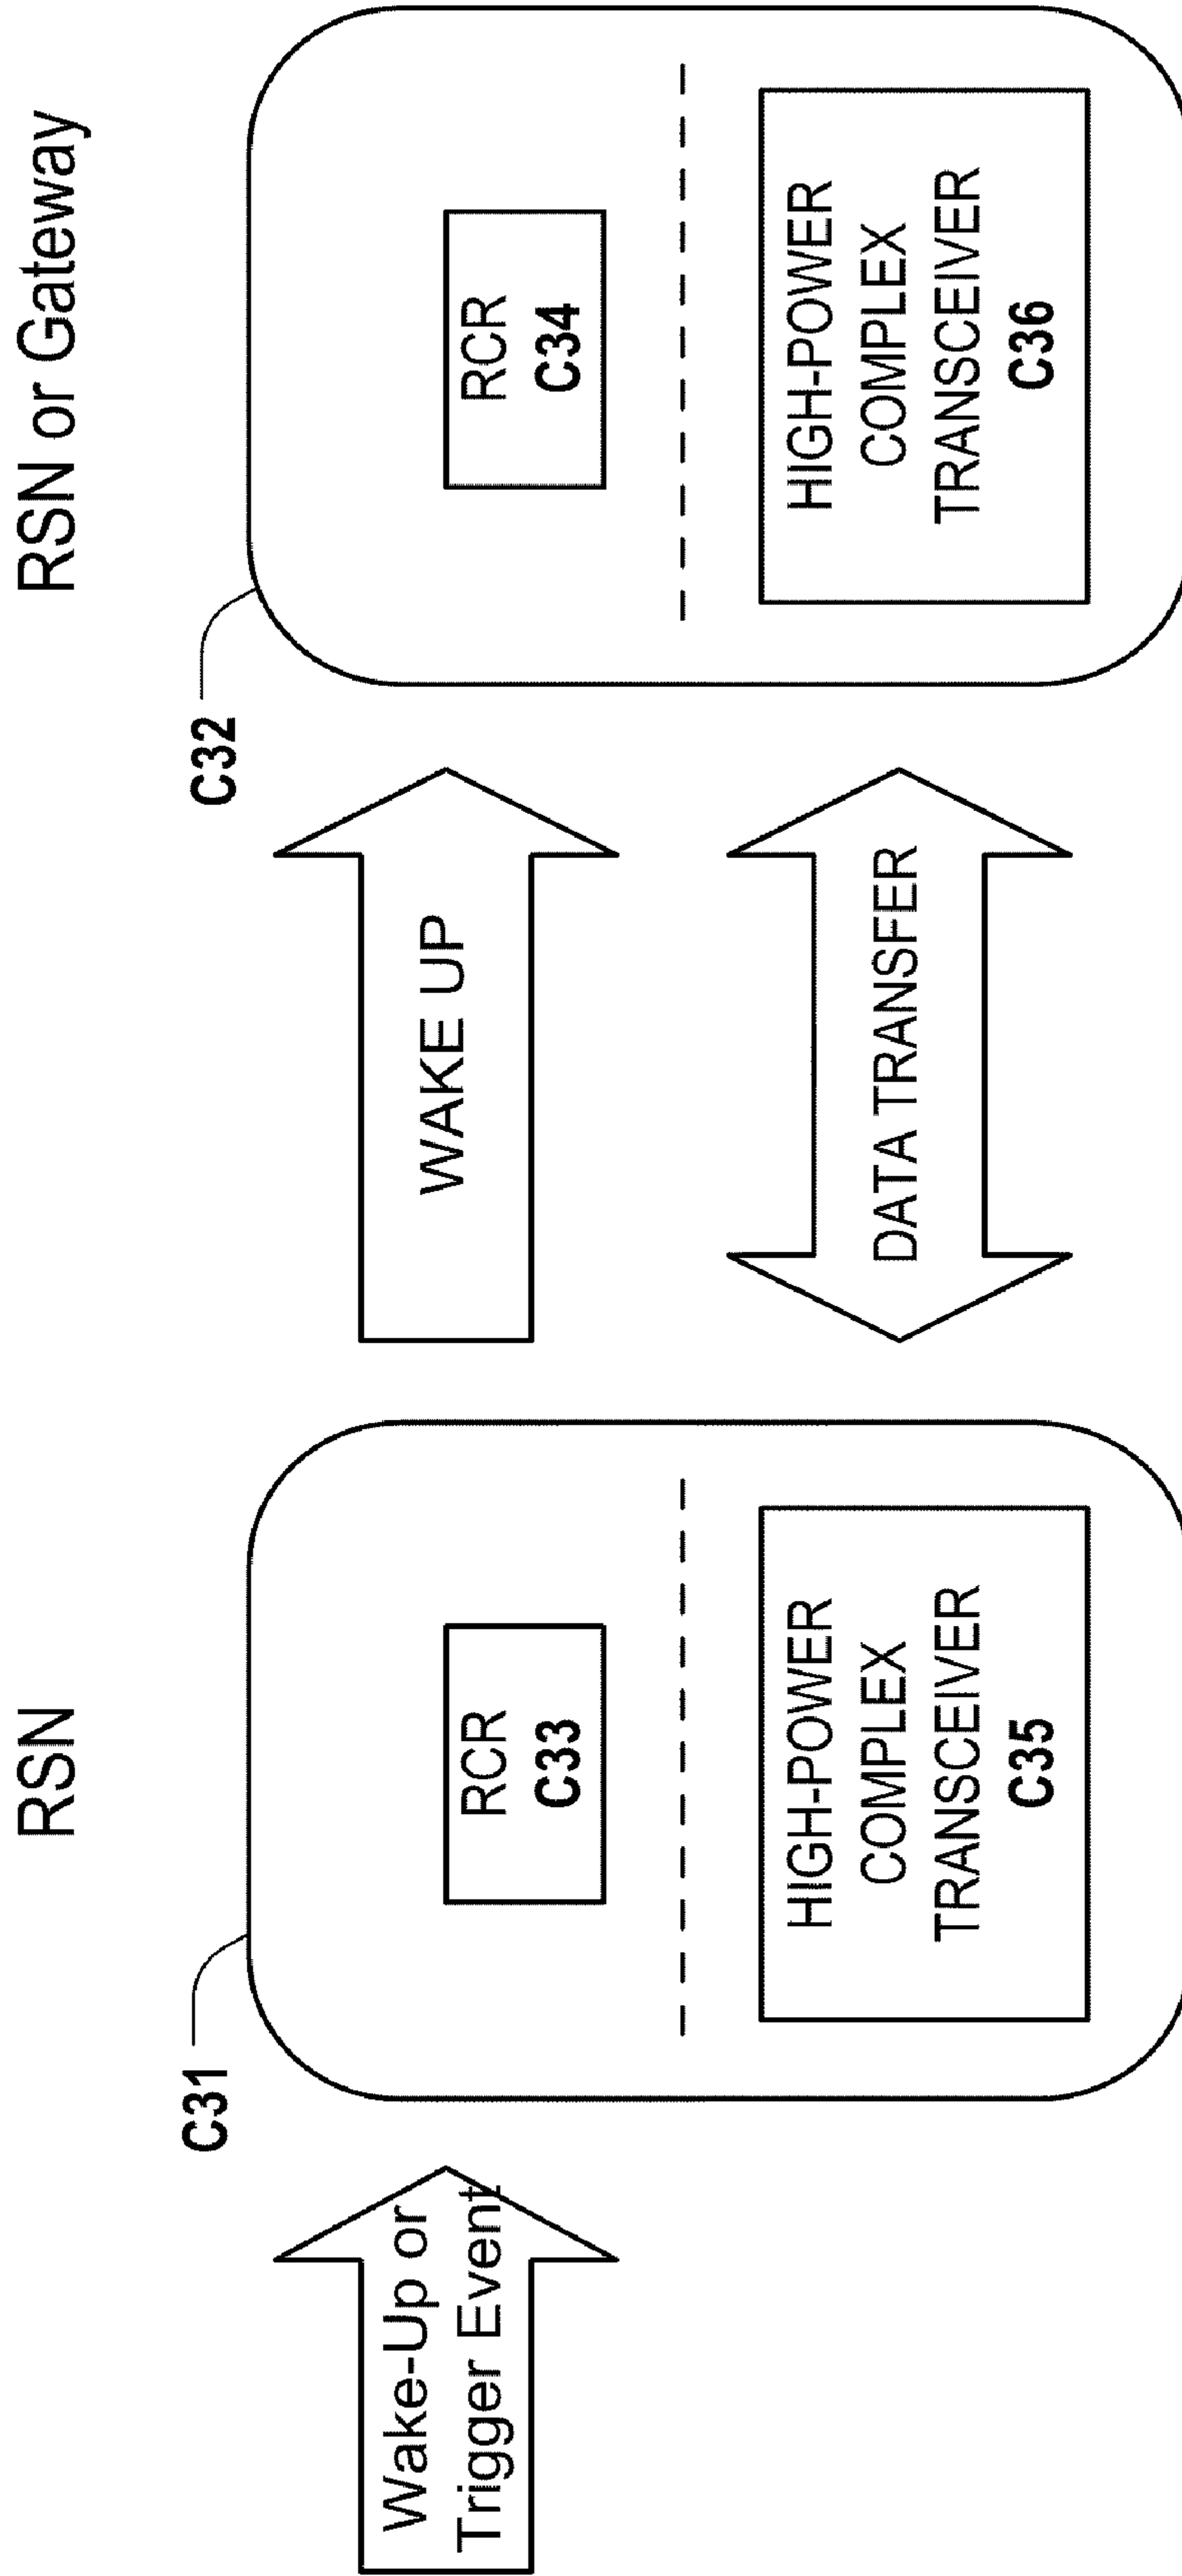 RSN
RSN or Gateway
C31
C32
Wake-Up or
Trigger Event
RCR
C33
WAKE UP
RCR
C34
HIGH-POWER
COMPLEX
TRANSCEIVER
C35
DATA TRANSFER
HIGH-POWER
COMPLEX
TRANSCEIVER
C36